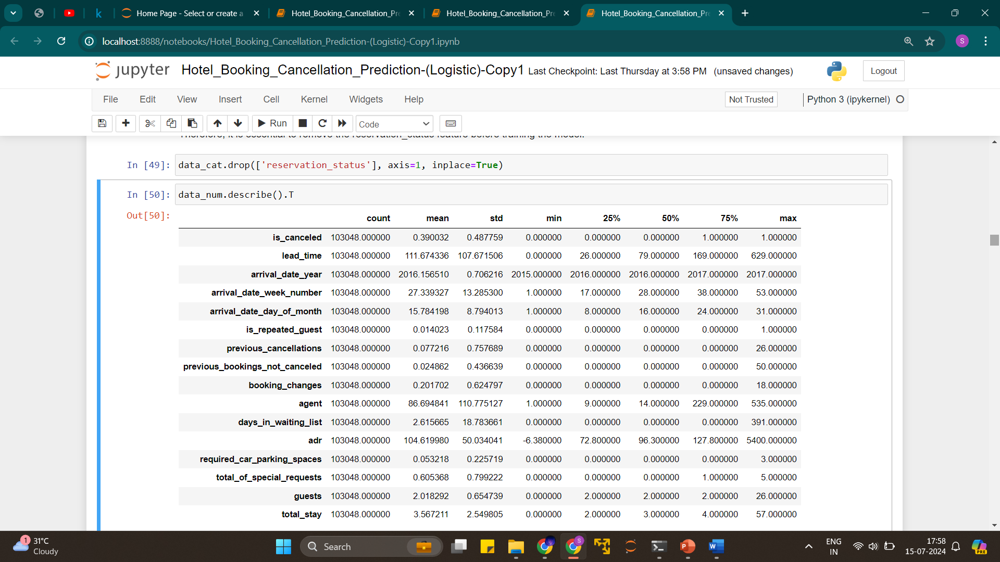 Home Page - Select or create a
Hotel_Booking_Cancellation_Pre
Hotel_Booking_Cancellation_Pre
Hotel_Booking_Cancellation_Pre
localhost:8888/notebooks/Hotel_Booking_Cancellation_Prediction-(Logistic)-Copy1.ipynb
S
jupyter Hotel_Booking_Cancellation_Prediction-(Logistic)-Copy1 Last Checkpoint: Last Thursday at 3:58 PM (unsaved changes)
Logout
File Edit View Insert Cell Kernel Widgets Help
Not Trusted
Python 3 (ipykernel)
Run
Code
Therefore, it is essential to remove the reservation_status feature before training the model.
In [49]: data_cat.drop(['reservation_status'], axis=1, inplace=True)
In [50]: data_num.describe().T
Out[50]:
count mean std min 25% 50% 75% max
is_canceled 103048.000000 0.390032 0.487759 0.000000 0.000000 0.000000 1.000000 1.000000
lead_time 103048.000000 111.674336 107.671506 0.000000 26.000000 79.000000 169.000000 629.000000
arrival_date_year 103048.000000 2016.156510 0.706216 2015.000000 2016.000000 2016.000000 2017.000000 2017.000000
arrival_date_week_number 103048.000000 27.339327 13.285300 1.000000 17.000000 28.000000 38.000000 53.000000
arrival_date_day_of_month 103048.000000 15.784198 8.794013 1.000000 8.000000 16.000000 24.000000 31.000000
is_repeated_guest 103048.000000 0.014023 0.117584 0.000000 0.000000 0.000000 0.000000 1.000000
previous_cancellations 103048.000000 0.077216 0.757689 0.000000 0.000000 0.000000 0.000000 26.000000
previous_bookings_not_canceled 103048.000000 0.024862 0.436639 0.000000 0.000000 0.000000 0.000000 50.000000
booking_changes 103048.000000 0.201702 0.624797 0.000000 0.000000 0.000000 0.000000 18.000000
agent 103048.000000 86.694841 110.775127 1.000000 9.000000 14.000000 229.000000 535.000000
days_in_waiting_list 103048.000000 2.615665 18.783661 0.000000 0.000000 0.000000 0.000000 391.000000
adr 103048.000000 104.619980 50.034041 -6.380000 72.800000 96.300000 127.800000 5400.000000
required_car_parking_spaces 103048.000000 0.053218 0.225719 0.000000 0.000000 0.000000 0.000000 3.000000
total_of_special_requests 103048.000000 0.605368 0.799222 0.000000 0.000000 0.000000 1.000000 5.000000
guests 103048.000000 2.018292 0.654739 0.000000 2.000000 2.000000 2.000000 26.000000
total_stay 103048.000000 3.567211 2.549805 0.000000 2.000000 3.000000 4.000000 57.000000
1
31°C
Cloudy
Search
S
P
W
ENG
IN
17:58
15-07-2024
PRE